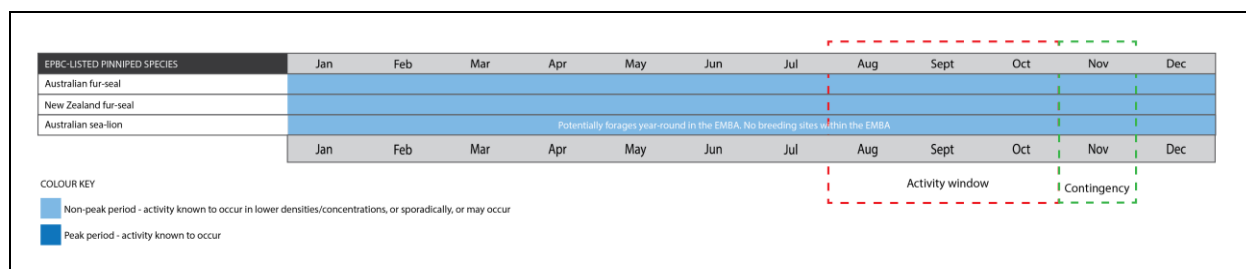 EPBC-LISTED PINNIPED SPECIES Jan Feb Mar Apr May Jun Jul Aug Sept Oct Nov Dec
Australian fur-seal
New Zealand fur-seal
Australian sea-lion Potentially forages year-round in the EMBA. No breeding sites within the EMBA
Jan Feb Mar Apr May Jun Jul Aug Sept Oct Nov Dec
COLOUR KEY
Activity window
Contingency
Non-peak period - activity known to occur in lower densities/concentrations, or sporadically, or may occur
Peak period - activity known to occur